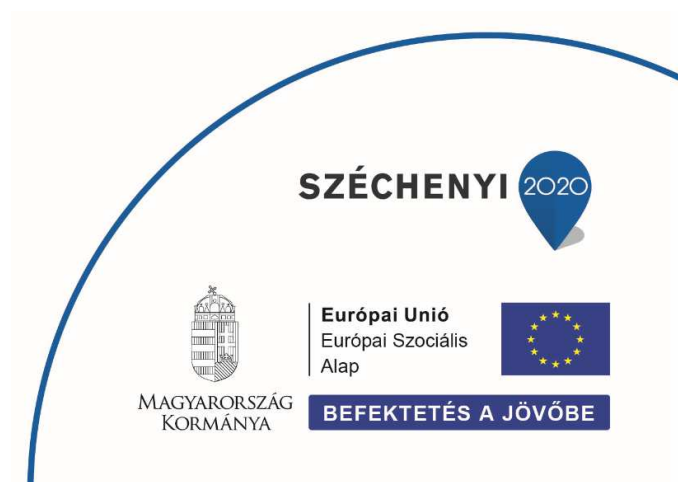 SZÉCHENYI 2020
Európai Unió
Európai Szociális
Alap
MAGYARORSZÁG
KORMÁNYA
BEFEKTETÉS A JÖVŐBE